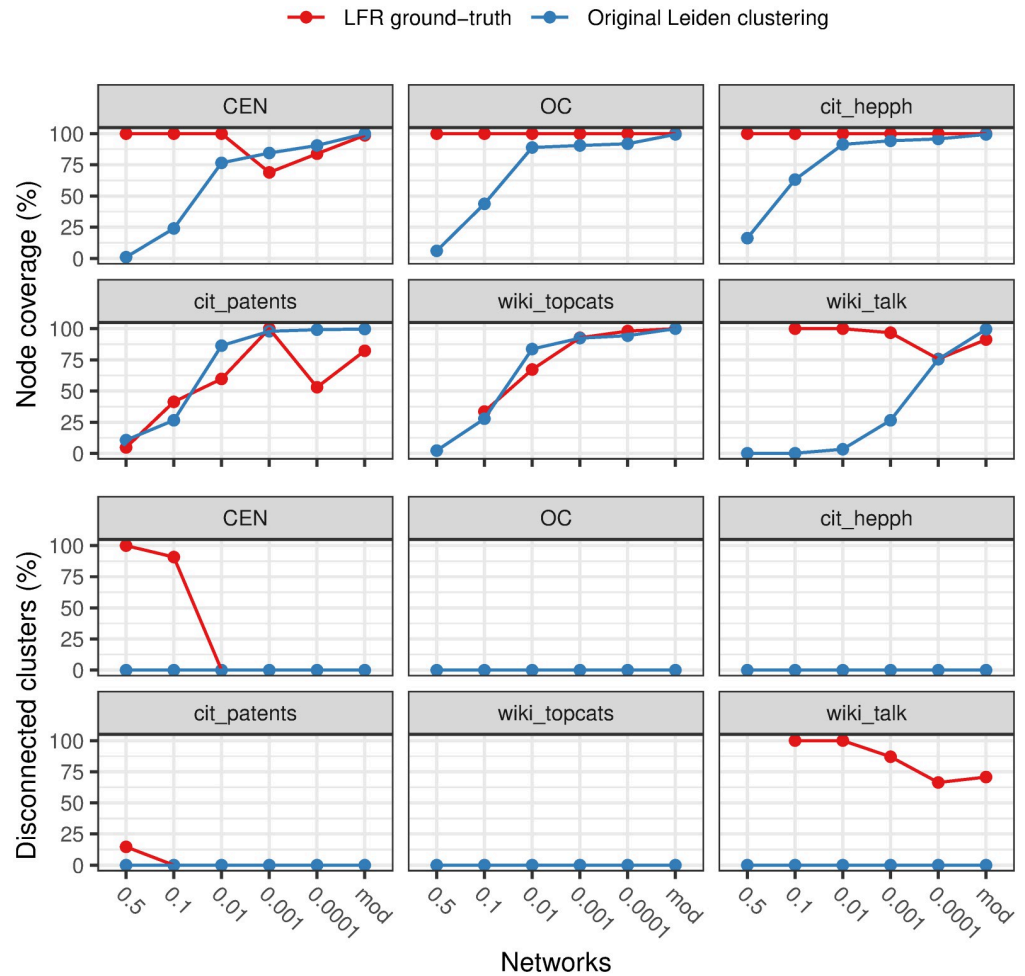 LFR ground−truth Original Leiden clustering
CEN OC cit_hepph
100
75
50
25
0
cit_patents wiki_topcats wiki_talk
100
75
50
25
0
Node coverage (%)
CEN OC cit_hepph
100
75
50
25
0
cit_patents wiki_topcats wiki_talk
100
75
50
25
0
Disconnected clusters (%)
0.5 0.1 0.01 0.001 0.0001 mod 0.5 0.1 0.01 0.001 0.0001 mod 0.5 0.1 0.01 0.001 0.0001 mod
Networks